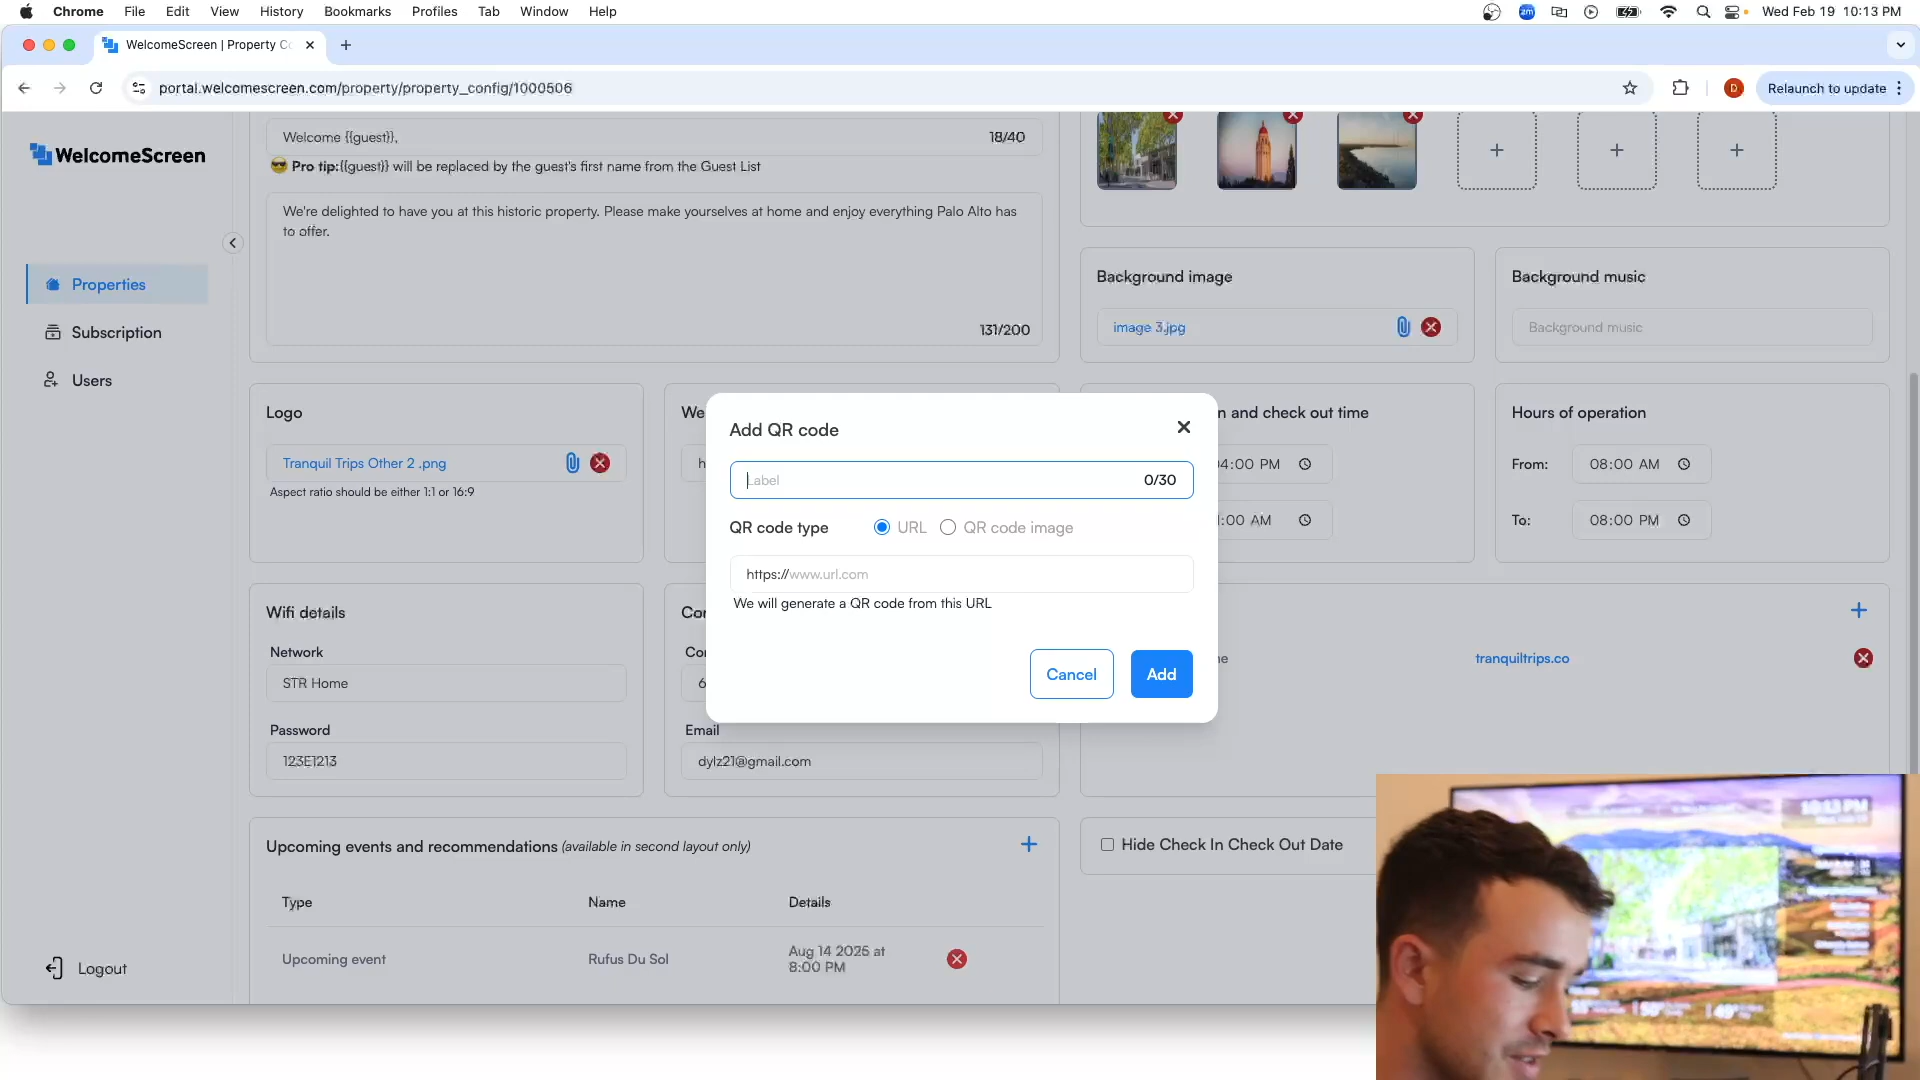 Chrome File Edit View History Bookmarks Profiles Tab Window Help
zm
Wed Feb 19 10:13 PM
WelcomeScreen | Property Co
portal.welcomescreen.com/property/property_config/1000506
D
Relaunch to update
WelcomeScreen
Properties
Subscription
Users
Logout
Welcome {{guest}},
18/40
😎 Pro tip:{{guest}} will be replaced by the guest's first name from the Guest List
We're delighted to have you at this historic property. Please make yourselves at home and enjoy everything Palo Alto has
to offer.
131/200
Background image
image 3.jpg
Background music
Background music
Logo
Tranquil Trips Other 2 .png
Aspect ratio should be either 1:1 or 16:9
We
h
n and check out time
04:00 PM
:00 AM
Hours of operation
From: 08:00 AM
To: 08:00 PM
Add QR code
Label
0/30
QR code type URL QR code image
https://www.url.com
We will generate a QR code from this URL
Cancel
Add
Wifi details
Network
STR Home
Password
123E1213
Cor
Cor
6
Email
dylz21@gmail.com
e
tranquiltrips.co
Upcoming events and recommendations (available in second layout only)
Type Name Details
Upcoming event Rufus Du Sol Aug 14 2025 at
8:00 PM
Hide Check In Check Out Date
10:13 PM